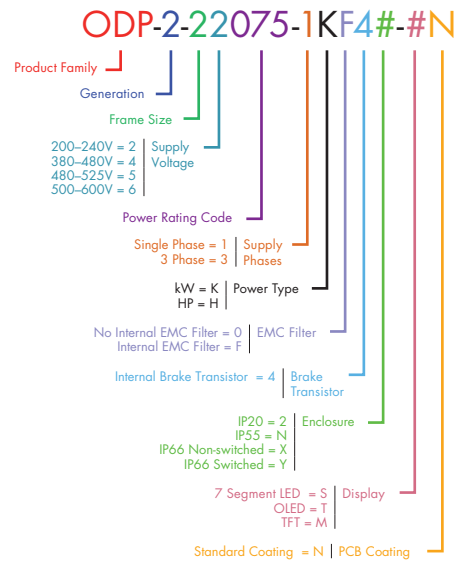 ODP-2-22075-1KF4#-#N
Product Family
Generation
Frame Size
200–240V = 2
380–480V = 4
480–525V = 5
500–600V = 6
Supply
Voltage
Power Rating Code
Single Phase = 1
3 Phase = 3
Supply
Phases
kW = K
HP = H
Power Type
No Internal EMC Filter = 0
Internal EMC Filter = F
EMC Filter
Internal Brake Transistor = 4
Brake
Transistor
IP20 = 2
IP55 = N
IP66 Non-switched = X
IP66 Switched = Y
Enclosure
7 Segment LED = S
OLED = T
TFT = M
Display
Standard Coating = N
PCB Coating